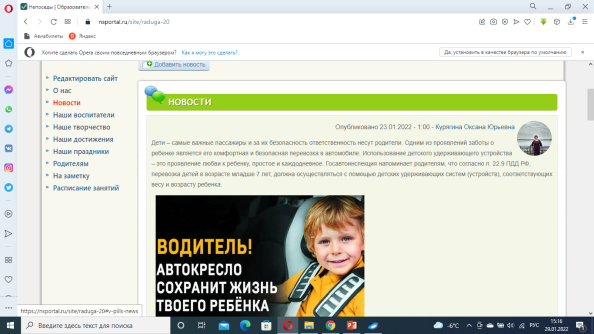 Непоседы | Образователь
nsportal.ru/site/raduga-20
Авиабилеты
Яндекс
Хотите сделать Opera своим повседневным браузером?
Как я могу это сделать?
Да, установить в качестве браузера по умолчанию
Добавить новость
Редактировать сайт
О нас
Новости
Наши воспитатели
Наше творчество
Наши достижения
Наши праздники
Родителям
На заметку
Расписание занятий
НОВОСТИ
Опубликовано 23.01.2022 - 1:00 - Курягина Оксана Юрьевна
Дети – самые важные пассажиры и за их безопасность ответственность несут родители. Одним из проявлений заботы о
ребенке является его комфортная и безопасная перевозка в автомобиле. Использование детского удерживающего устройства
– это проявление любви к ребенку, простое и каждодневное. Госавтоинспекция напоминает родителям, что согласно п. 22.9 ПДД РФ,
перевозка детей в возрасте младше 7 лет, должна осуществляться с помощью детских удерживающих систем (устройств), соответствующих
весу и возрасту ребенка
ВОДИТЕЛЬ!
АВТОКРЕСЛО
СОХРАНИТ ЖИЗНЬ
ТВОЕГО РЕБЁНКА
https://nsportal.ru/site/raduga-20#v-pills-news
Введите здесь текст для поиска
-6°C
РУС
15:16
29.01.2022